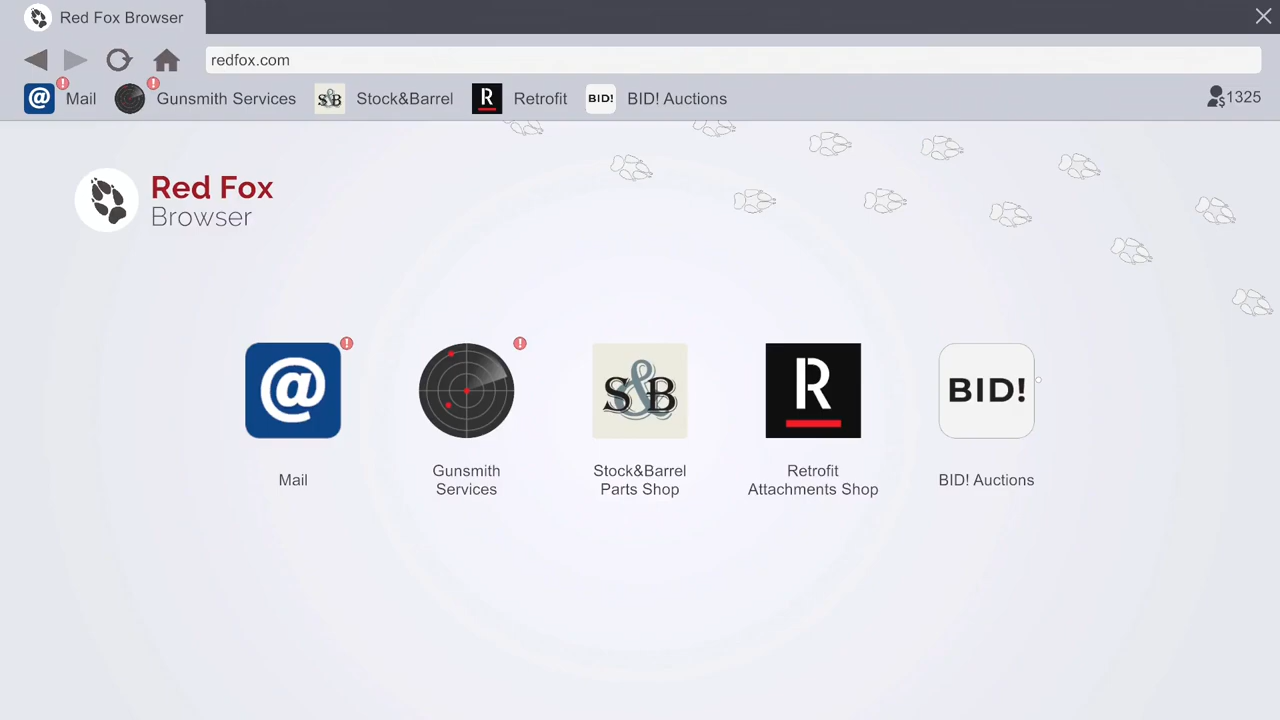 Red Fox Browser
redfox.com
@ Mail Gunsmith Services S&B Stock&Barrel R Retrofit BID! BID! Auctions $1325
Red Fox
Browser
@ S&B R BID!
Mail
Gunsmith
Services
Stock&Barrel
Parts Shop
Retrofit
Attachments Shop
BID! Auctions